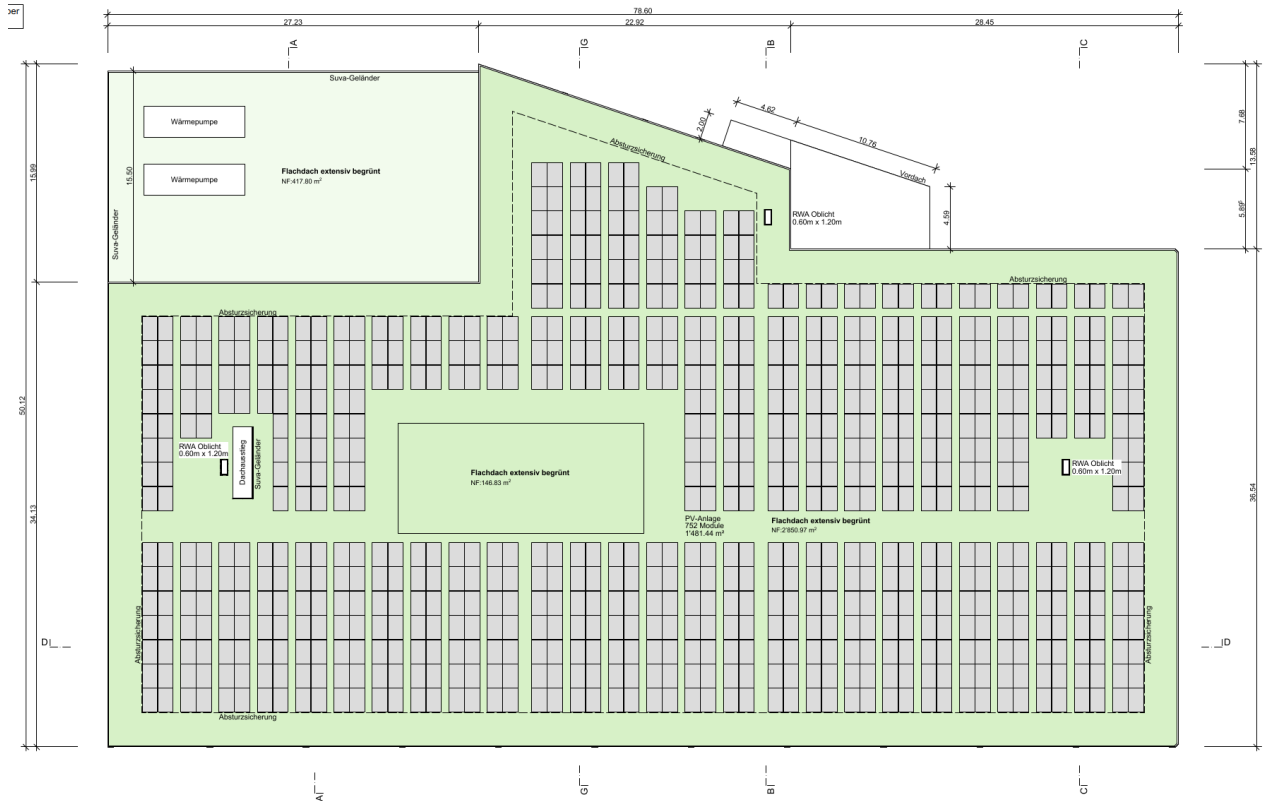 78.60
27.23
22.92
28.45
A
G
B
C
Suva-Geländer
Wärmepumpe
Wärmepumpe
Flachdach extensiv begrünt
NF:417.80 m²
Suva-Geländer
15.50
15.99
50.12
34.13
Absturzsicherung
2.00
4.62
10.76
Vordach
4.59
RWA Oblicht
0.60m x 1.20m
7.68
13.58
5.89⁵
36.54
Absturzsicherung
Absturzsicherung
RWA Oblicht
0.60m x 1.20m
Dachausstieg
Suva-Geländer
Flachdach extensiv begrünt
NF:146.83 m²
PV-Anlage
752 Module
1'481.44 m²
Flachdach extensiv begrünt
NF:2'850.97 m²
RWA Oblicht
0.60m x 1.20m
Absturzsicherung
Absturzsicherung
D
D
Absturzsicherung
A
G
B
C